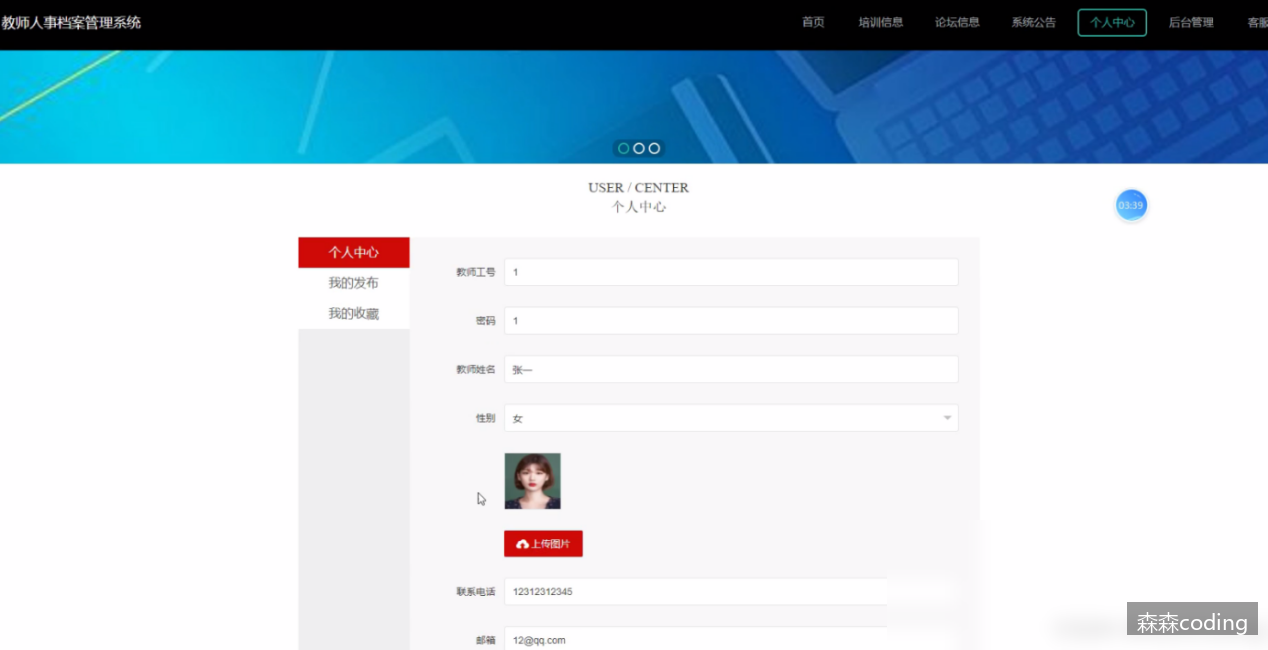 教师人事档案管理系统
首页 培训信息 论坛信息 系统公告 个人中心 后台管理 客服
USER / CENTER
个人中心
03:39
个人中心
我的发布
我的收藏
教师工号 1
密码 1
教师姓名 张一
性别 女
上传图片
联系电话 12312312345
邮箱 12@qq.com
森森coding